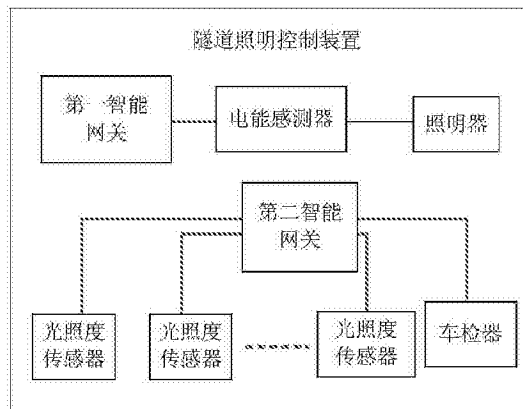 隧道照明控制装置
第一智能
网关
电能感测器
照明器
第二智能
网关
光照度
传感器
光照度
传感器
光照度
传感器
车检器